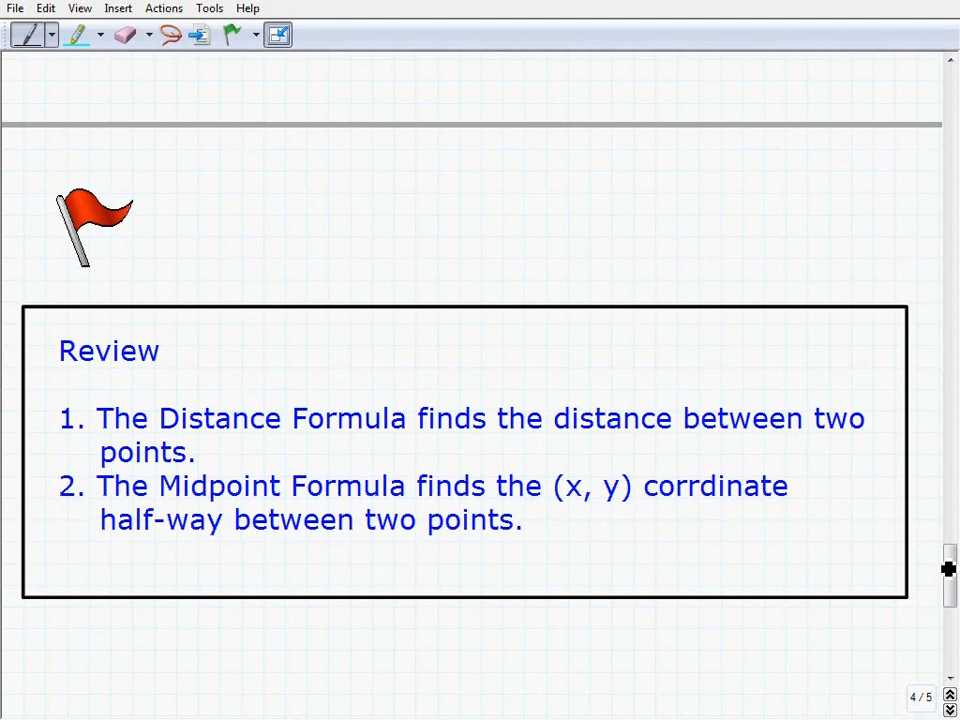 File Edit View Insert Actions Tools Help
Review
1. The Distance Formula finds the distance between two
points.
2. The Midpoint Formula finds the (x, y) corrdinate
half-way between two points.
4 / 5